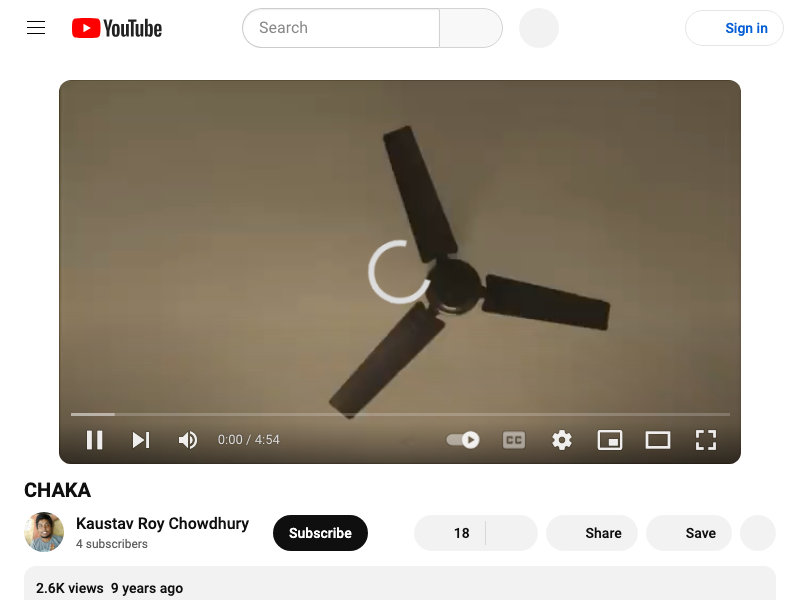 YouTube
Search
Sign in
0:00 / 4:54
CC
CHAKA
Kaustav Roy Chowdhury
4 subscribers
Subscribe
18
Share
Save
2.6K views 9 years ago